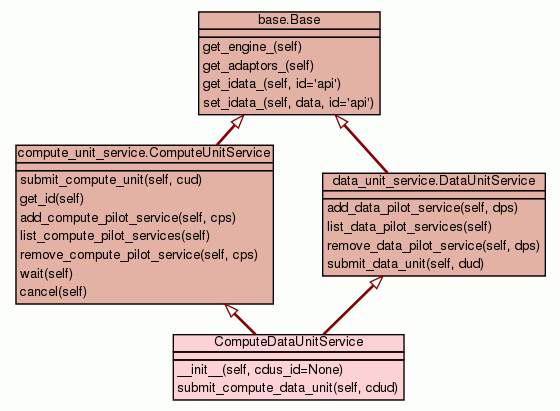 base.Base
get_engine_(self)
get_adaptors_(self)
get_idata_(self, id='api')
set_idata_(self, data, id='api')
compute_unit_service.ComputeUnitService
submit_compute_unit(self, cud)
get_id(self)
add_compute_pilot_service(self, cps)
list_compute_pilot_services(self)
remove_compute_pilot_service(self, cps)
wait(self)
cancel(self)
data_unit_service.DataUnitService
add_data_pilot_service(self, dps)
list_data_pilot_services(self)
remove_data_pilot_service(self, dps)
submit_data_unit(self, dud)
ComputeDataUnitService
__init__(self, cdus_id=None)
submit_compute_data_unit(self, cdud)